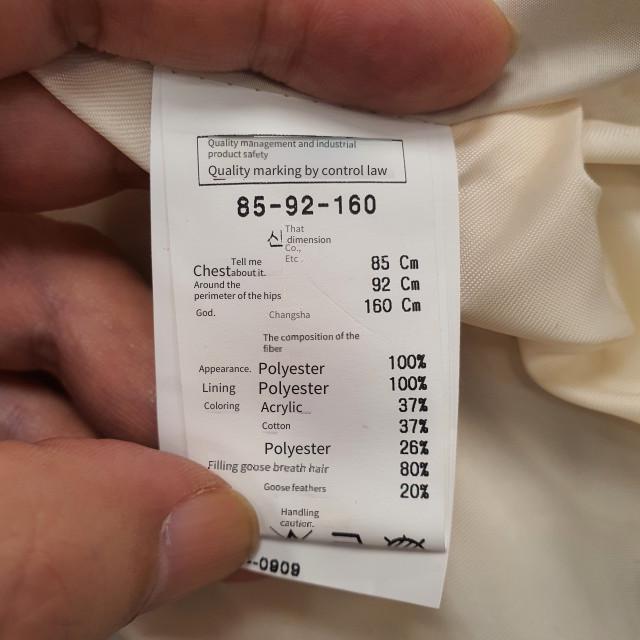 Quality management and industrial
product safety
Quality marking by control law
85-92-160
신 That
dimension
Co.,
Etc.
Chest Tell me about it. 85 Cm
Around the
perimeter of the hips 92 Cm
God. Changsha 160 Cm
The composition of the
fiber
Appearance. Polyester 100%
Lining Polyester 100%
Coloring Acrylic 37%
Cotton 37%
Polyester 26%
Filling goose breath hair 80%
Goose feathers 20%
Handling
caution.
-0909